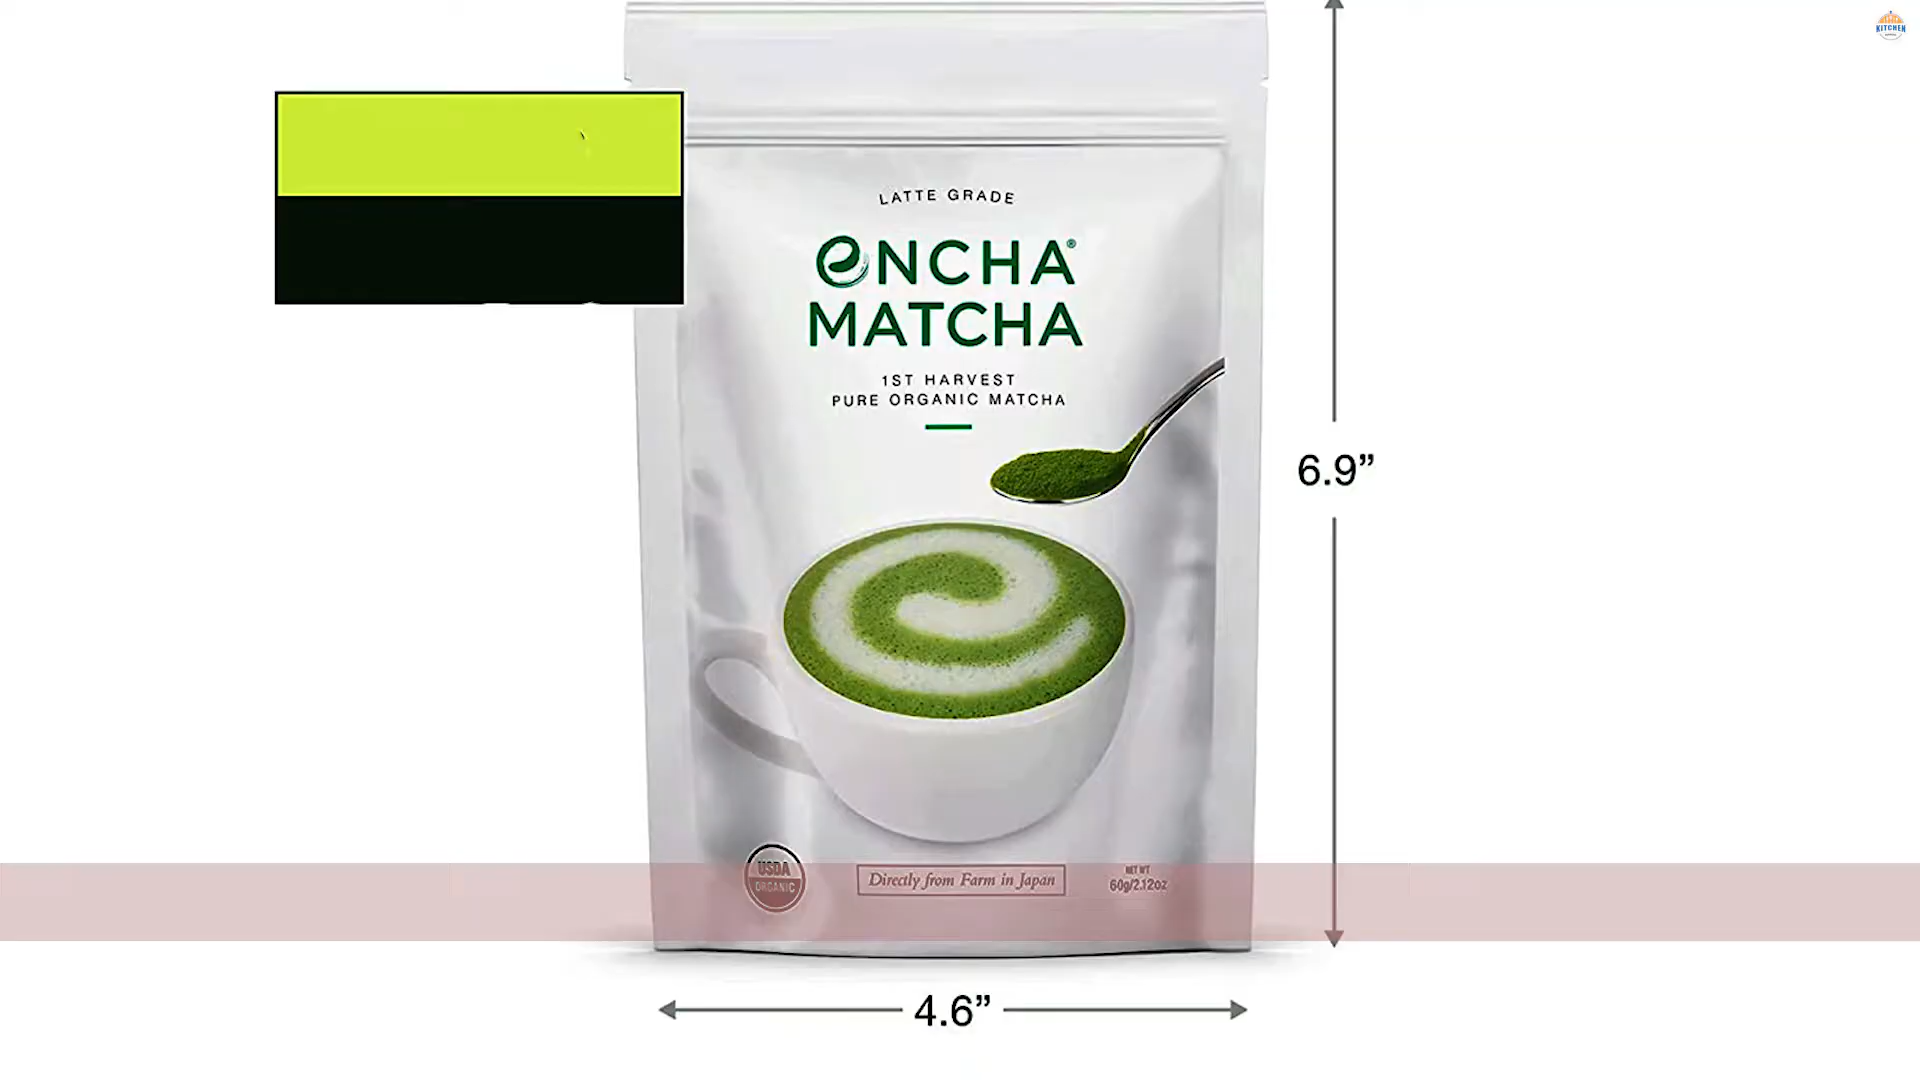 KITCHEN
LATTE GRADE
eNCHA®
MATCHA
1ST HARVEST
PURE ORGANIC MATCHA
6.9”
USDA
ORGANIC
Directly from Farm in Japan
NET WT
60g/2.12oz
4.6”